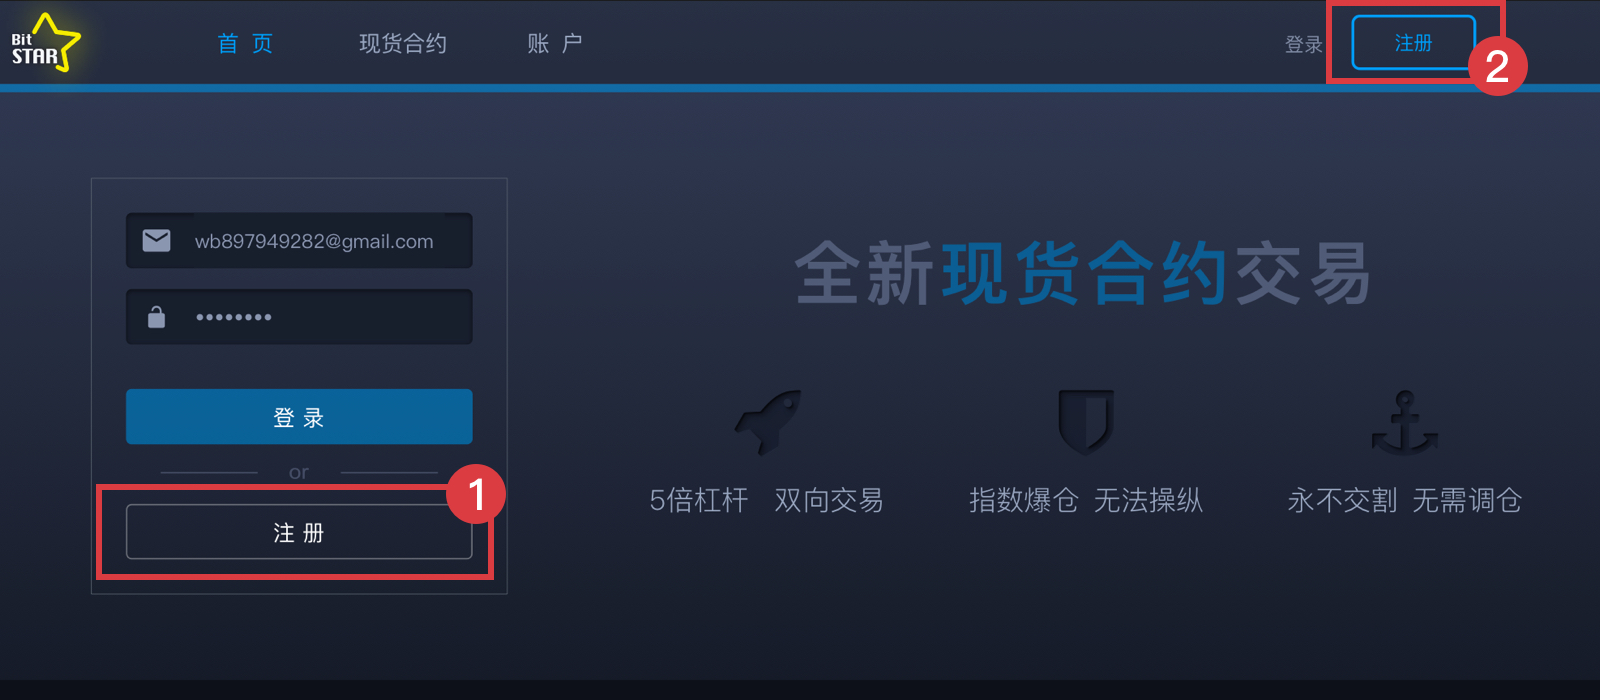 Bit
STAR
首 页
现货合约
账 户
登录
注册
2
wb897949282@gmail.com
••••••••
登 录
or
1
注 册
全新现货合约交易
5倍杠杆 双向交易
指数爆仓 无法操纵
永不交割 无需调仓